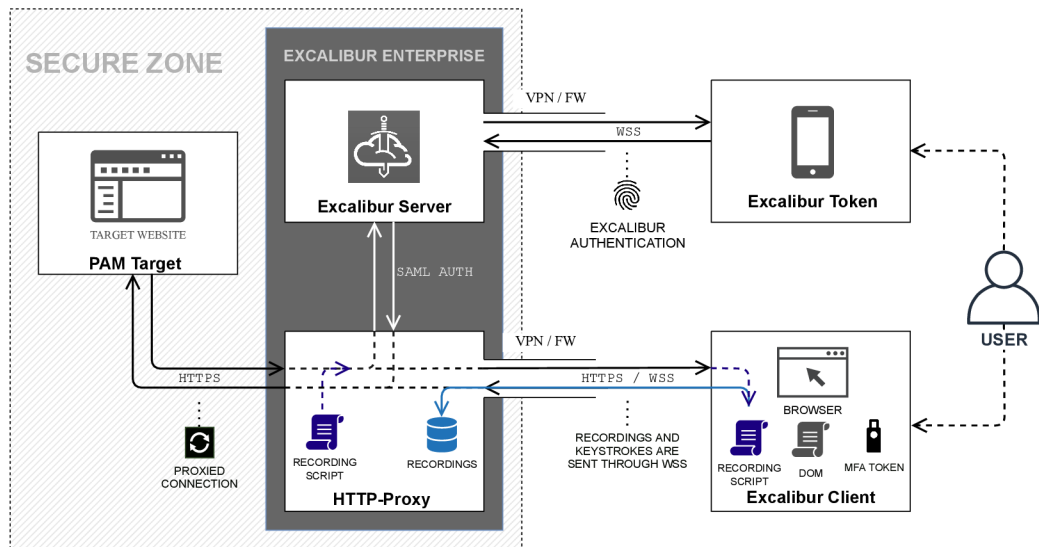 SECURE ZONE
EXCALIBUR ENTERPRISE
VPN / FW
WSS
Excalibur Server
EXCALIBUR
AUTHENTICATION
Excalibur Token
TARGET WEBSITE
PAM Target
SAML AUTH
USER
VPN / FW
HTTPS
HTTPS / WSS
BROWSER
PROXIED
CONNECTION
RECORDING
SCRIPT
RECORDINGS
HTTP-Proxy
RECORDINGS AND
KEYSTROKES ARE
SENT THROUGH WSS
RECORDING
SCRIPT
DOM
MFA TOKEN
Excalibur Client